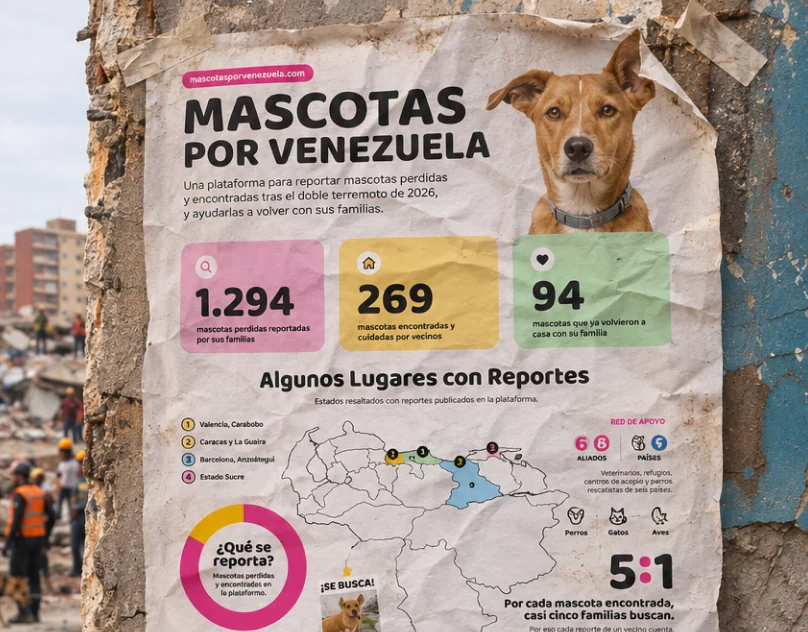 mascotasporvenezuela.com
MASCOTAS
POR VENEZUELA
Una plataforma para reportar mascotas perdidas
y encontradas tras el doble terremoto de 2026,
y ayudarlas a volver con sus familias.
1.294
mascotas perdidas reportadas
por sus familias
269
mascotas encontradas y
cuidadas por vecinos
94
mascotas que ya volvieron a
casa con su familia
Algunos Lugares con Reportes
Estados resaltados con reportes publicados en la plataforma.
1 Valencia, Carabobo
2 Caracas y La Guaira
3 Barcelona, Anzoátegui
4 Estado Sucre
RED DE APOYO
ALIADOS
PAÍSES
Veterinarios, refugios,
centros de acopio y perros
rescatistas de seis países.
Perros
Gatos
Aves
¿Qué se
reporta?
Mascotas perdidas
y encontradas en
la plataforma.
¡SE BUSCA!
5:1
Por cada mascota encontrada,
casi cinco familias buscan.
Por eso cada reporte de un vecino cuenta